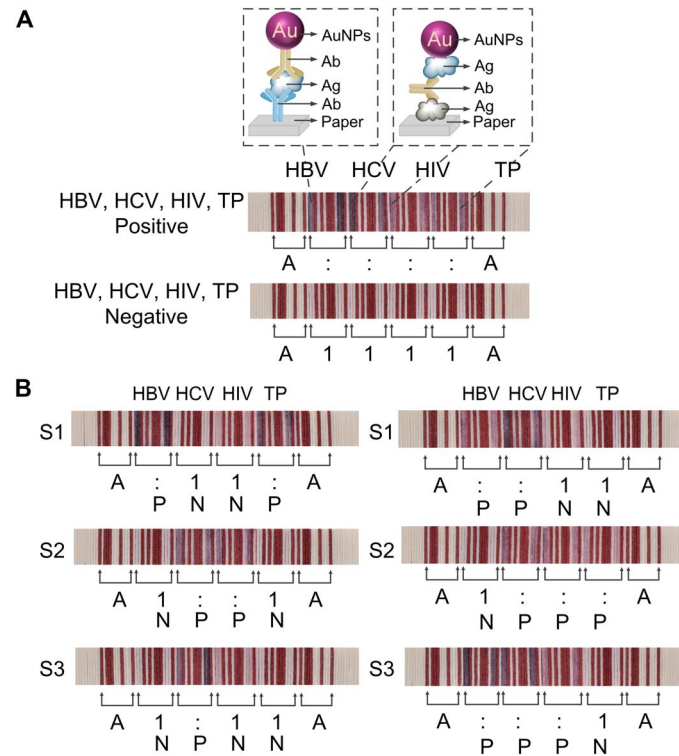 A
Au
AuNPs
Ab
Ag
Ab
Paper
Au
AuNPs
Ag
Ab
Ag
Paper
HBV HCV HIV TP
HBV, HCV, HIV, TP
Positive
A : : : : A
HBV, HCV, HIV, TP
Negative
A 1 1 1 1 A
B
HBV HCV HIV TP
S1
A : 1 1 : A
P N N P
S2
A 1 : : 1 A
N P P N
S3
A 1 : 1 1 A
N P N N
HBV HCV HIV TP
S1
A : : 1 1 A
P P N N
S2
A 1 : : : A
N P P P
S3
A : : : 1 A
P P P N